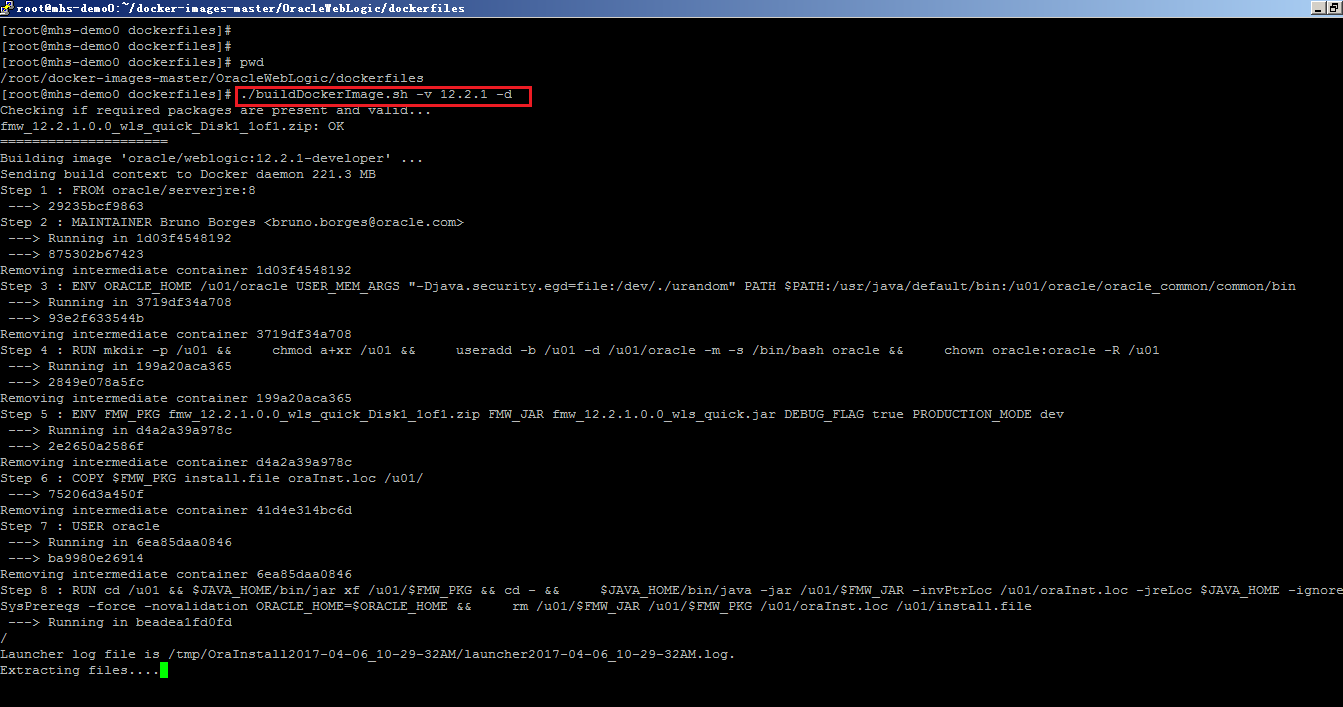 root@mhs-demo0:~/docker-images-master/OracleWebLogic/dockerfiles
[root@mhs-demo0 dockerfiles]#
[root@mhs-demo0 dockerfiles]#
[root@mhs-demo0 dockerfiles]# pwd
/root/docker-images-master/OracleWebLogic/dockerfiles
[root@mhs-demo0 dockerfiles]# ./buildDockerImage.sh -v 12.2.1 -d
Checking if required packages are present and valid...
fmw_12.2.1.0.0_wls_quick_Disk1_1of1.zip: OK
=====================
Building image 'oracle/weblogic:12.2.1-developer' ...
Sending build context to Docker daemon 221.3 MB
Step 1 : FROM oracle/serverjre:8
 ---> 29235bcf9863
Step 2 : MAINTAINER Bruno Borges <bruno.borges@oracle.com>
 ---> Running in 1d03f4548192
 ---> 875302b67423
Removing intermediate container 1d03f4548192
Step 3 : ENV ORACLE_HOME /u01/oracle USER_MEM_ARGS "-Djava.security.egd=file:/dev/./urandom" PATH $PATH:/usr/java/default/bin:/u01/oracle/oracle_common/common/bin
 ---> Running in 3719df34a708
 ---> 93e2f633544b
Removing intermediate container 3719df34a708
Step 4 : RUN mkdir -p /u01 &&     chmod a+xr /u01 &&     useradd -b /u01 -d /u01/oracle -m -s /bin/bash oracle &&     chown oracle:oracle -R /u01
 ---> Running in 199a20aca365
 ---> 2849e078a5fc
Removing intermediate container 199a20aca365
Step 5 : ENV FMW_PKG fmw_12.2.1.0.0_wls_quick_Disk1_1of1.zip FMW_JAR fmw_12.2.1.0.0_wls_quick.jar DEBUG_FLAG true PRODUCTION_MODE dev
 ---> Running in d4a2a39a978c
 ---> 2e2650a2586f
Removing intermediate container d4a2a39a978c
Step 6 : COPY $FMW_PKG install.file oraInst.loc /u01/
 ---> 75206d3a450f
Removing intermediate container 41d4e314bc6d
Step 7 : USER oracle
 ---> Running in 6ea85daa0846
 ---> ba9980e26914
Removing intermediate container 6ea85daa0846
Step 8 : RUN cd /u01 && $JAVA_HOME/bin/jar xf /u01/$FMW_PKG && cd - &&     $JAVA_HOME/bin/java -jar /u01/$FMW_JAR -invPtrLoc /u01/oraInst.loc -jreLoc $JAVA_HOME -ignore
SysPrereqs -force -novalidation ORACLE_HOME=$ORACLE_HOME &&     rm /u01/$FMW_JAR /u01/$FMW_PKG /u01/oraInst.loc /u01/install.file
 ---> Running in beadea1fd0fd
/
Launcher log file is /tmp/OraInstall2017-04-06_10-29-32AM/launcher2017-04-06_10-29-32AM.log.
Extracting files....